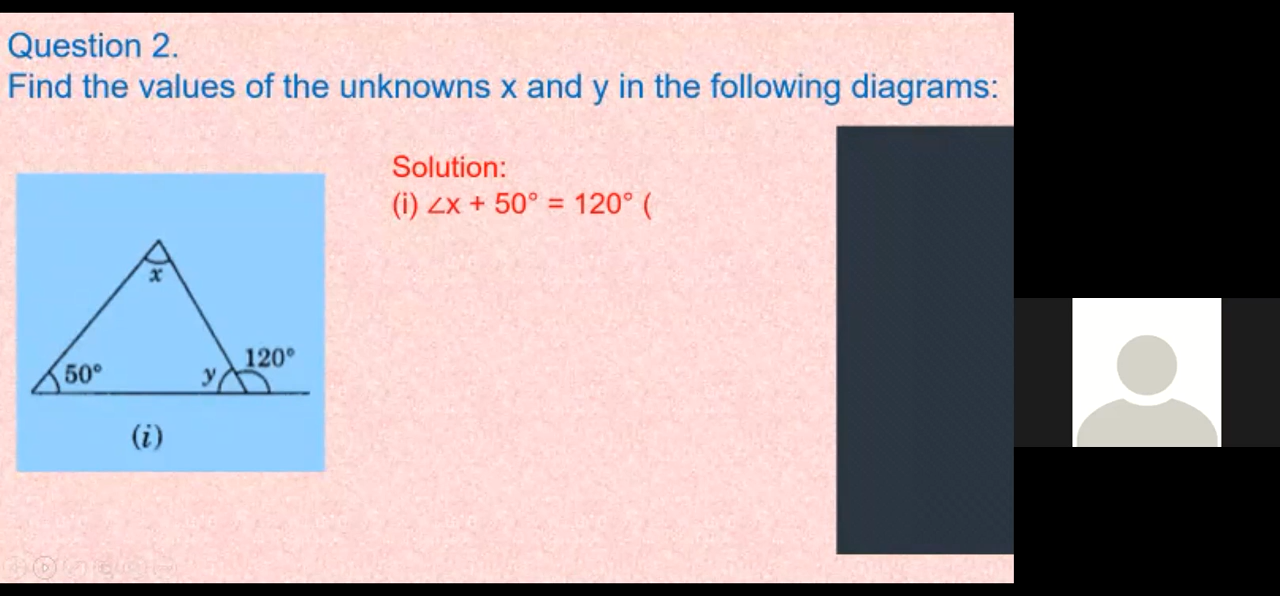 Question 2.
Find the values of the unknowns x and y in the following diagrams:
Solution:
(i) ∠x + 50° = 120° (
x
50°
y
120°
(i)